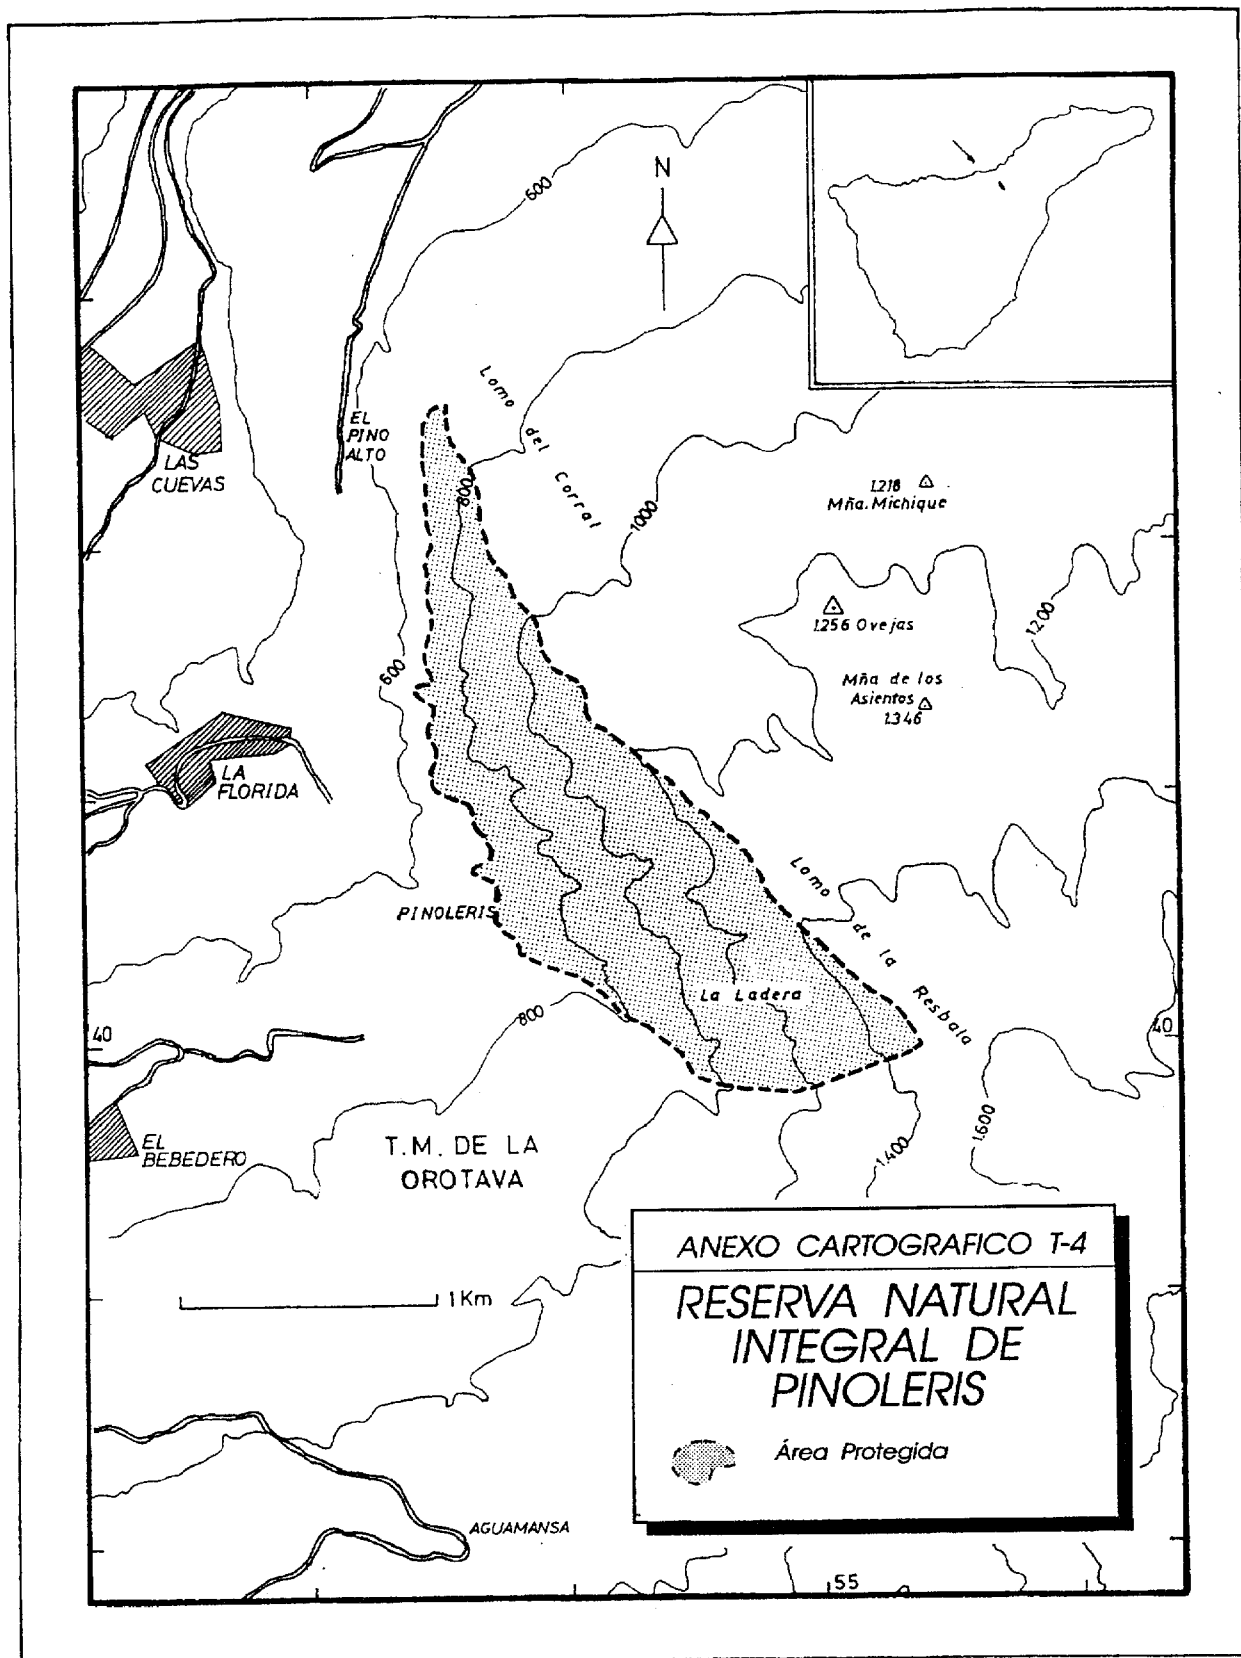 N
600
LAS
CUEVAS
EL
PINO
ALTO
Lomo del Corral
800
1000
1.218
Mña. Michique
1.256 Ovejas
1.200
Mña de los
Asientos
1.346
600
LA
FLORIDA
PINOLERIS
Lomo de la Resbala
La Ladera
40
800
40
EL
BEBEDERO
T.M. DE LA
OROTAVA
1.400
1.600
1 Km
ANEXO CARTOGRAFICO T-4
RESERVA NATURAL
INTEGRAL DE
PINOLERIS
Área Protegida
AGUAMANSA
55